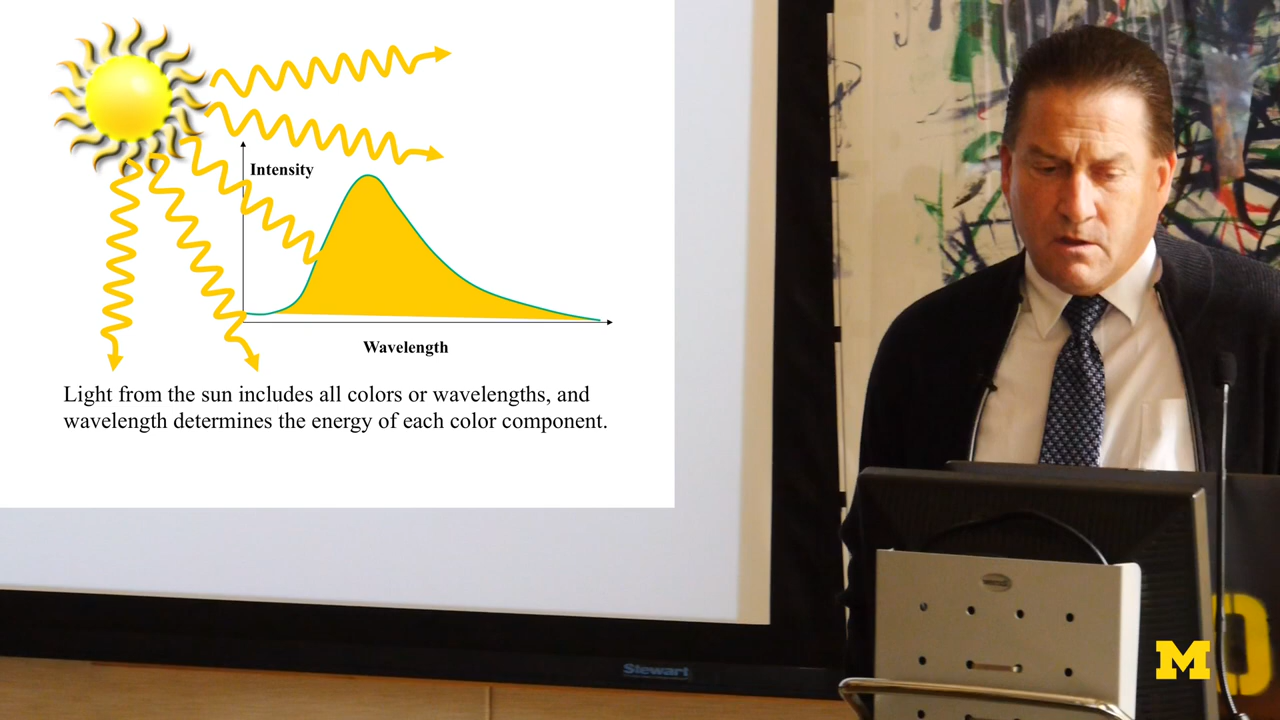 Intensity
Wavelength
Light from the sun includes all colors or wavelengths, and
wavelength determines the energy of each color component.
Stewart
M